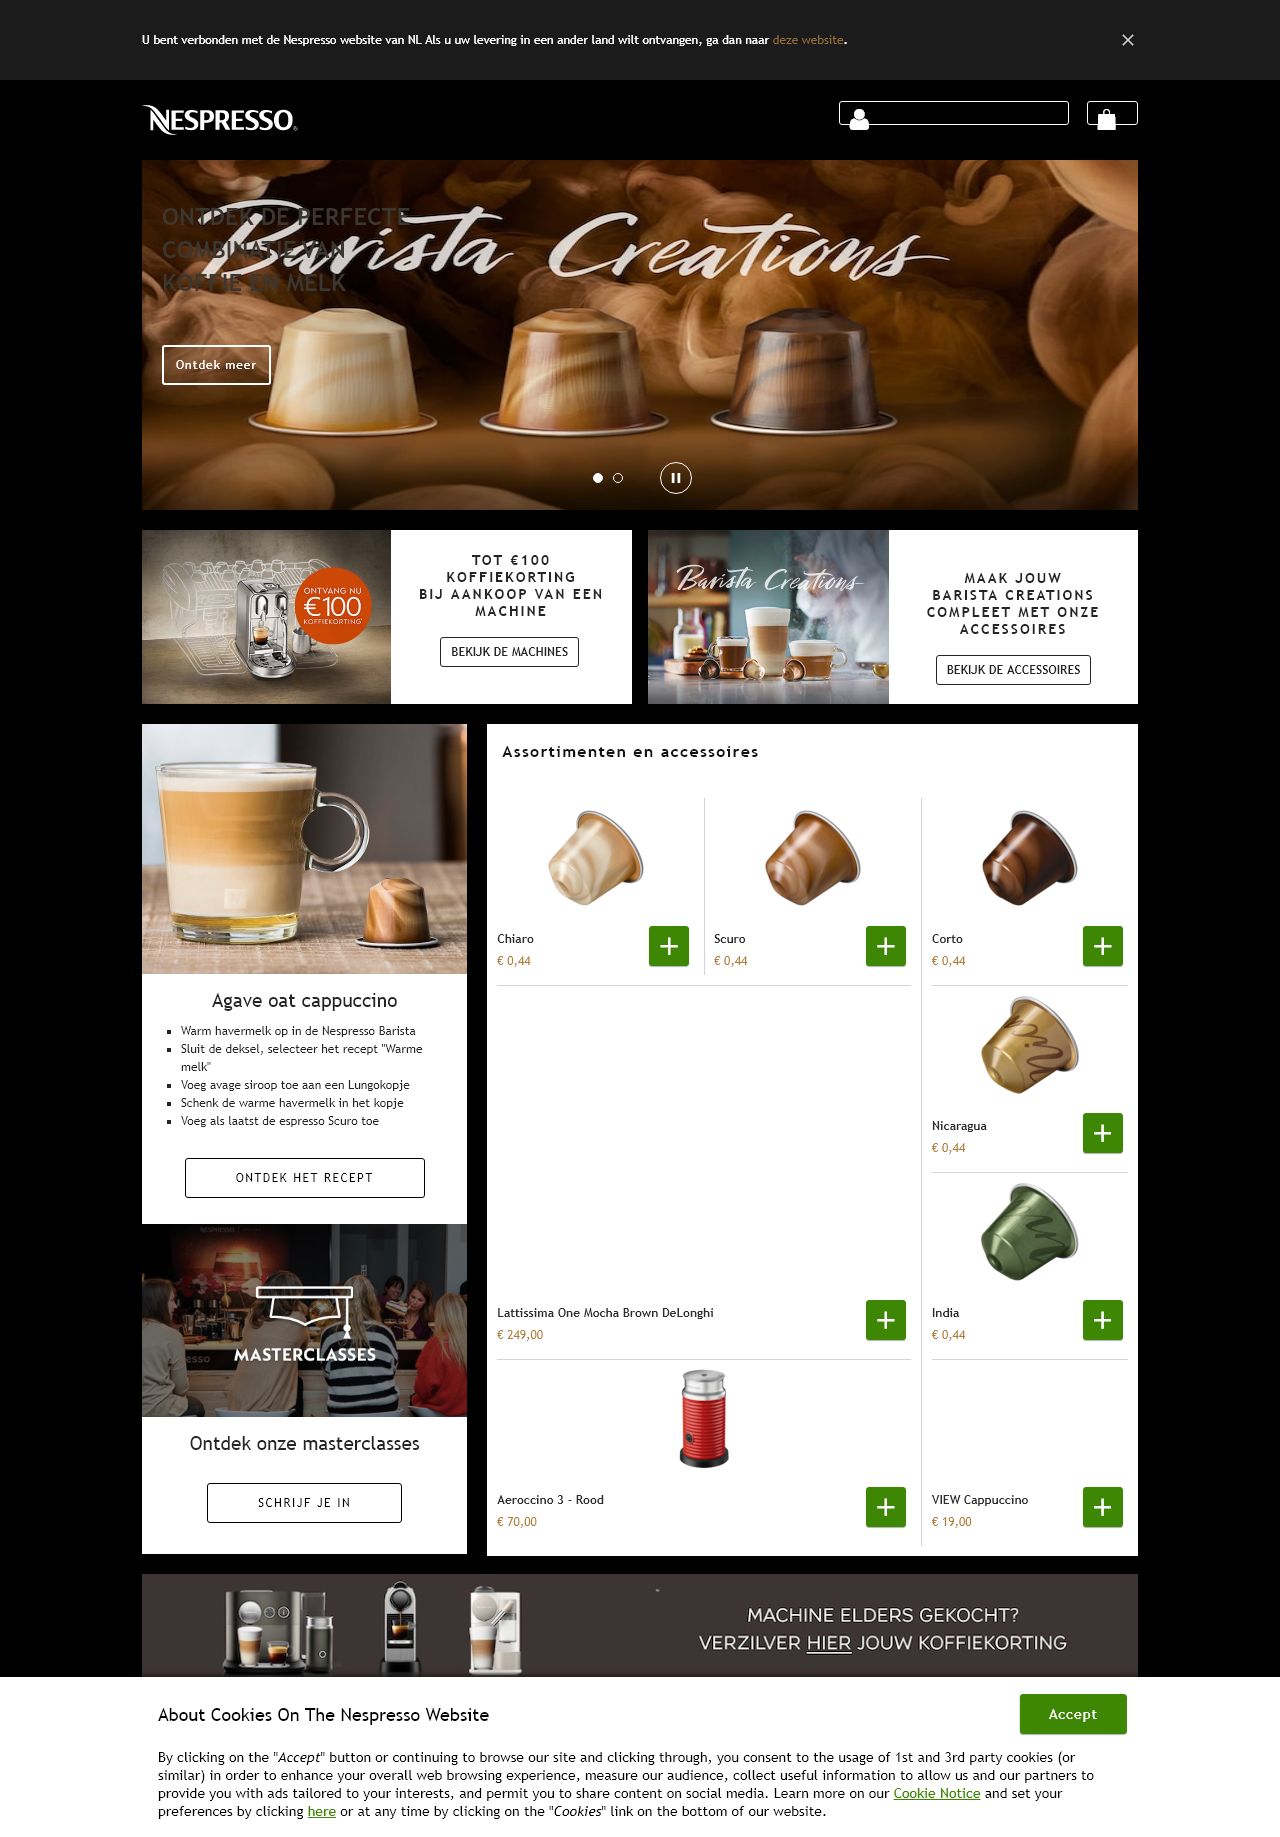 U bent verbonden met de Nespresso website van NL Als u uw levering in een ander land wilt ontvangen, ga dan naar deze website.
NESPRESSO
Barista Creations
ONTDEK DE PERFECTE
COMBINATIE VAN
KOFFIE EN MELK
Ontdek meer
ONTVANG NU
€100
KOFFIEKORTING
TOT €100
KOFFIEKORTING
BIJ AANKOOP VAN EEN
MACHINE
BEKIJK DE MACHINES
Barista Creations
MAAK JOUW
BARISTA CREATIONS
COMPLEET MET ONZE
ACCESSOIRES
BEKIJK DE ACCESSOIRES
Agave oat cappuccino
Warm havermelk op in de Nespresso Barista
Sluit de deksel, selecteer het recept "Warme
melk"
Voeg avage siroop toe aan een Lungokopje
Schenk de warme havermelk in het kopje
Voeg als laatst de espresso Scuro toe
ONTDEK HET RECEPT
MASTERCLASSES
Ontdek onze masterclasses
SCHRIJF JE IN
Assortimenten en accessoires
Chiaro
€ 0,44
Scuro
€ 0,44
Corto
€ 0,44
Nicaragua
€ 0,44
Lattissima One Mocha Brown DeLonghi
€ 249,00
India
€ 0,44
Aeroccino 3 - Rood
€ 70,00
VIEW Cappuccino
€ 19,00
MACHINE ELDERS GEKOCHT?
VERZILVER HIER JOUW KOFFIEKORTING
About Cookies On The Nespresso Website
Accept
By clicking on the "Accept" button or continuing to browse our site and clicking through, you consent to the usage of 1st and 3rd party cookies (or
similar) in order to enhance your overall web browsing experience, measure our audience, collect useful information to allow us and our partners to
provide you with ads tailored to your interests, and permit you to share content on social media. Learn more on our Cookie Notice and set your
preferences by clicking here or at any time by clicking on the "Cookies" link on the bottom of our website.